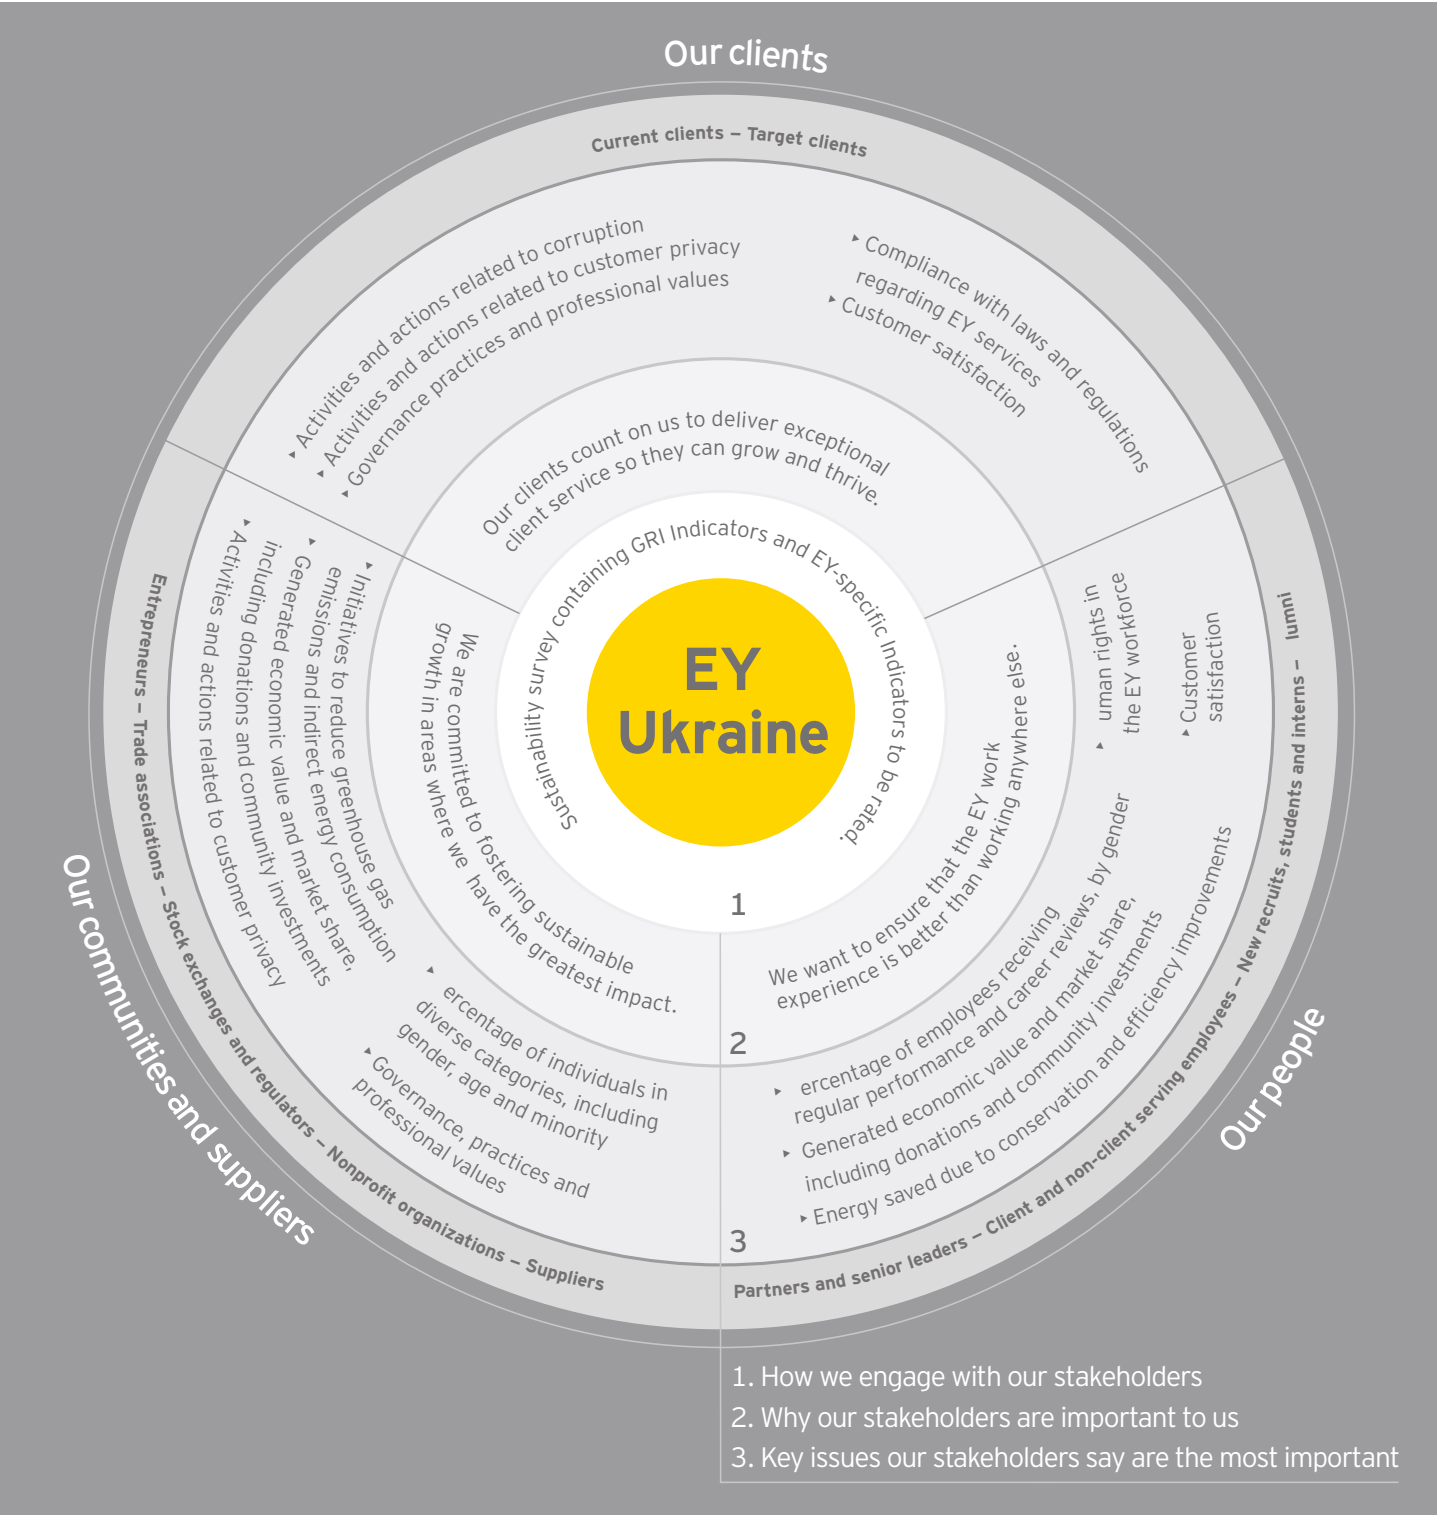 Our clients
Current clients – Target clients
▸ Activities and actions related to corruption
▸ Activities and actions related to customer privacy
▸ Governance practices and professional values
▸ Compliance with laws and regulations
regarding EY services
▸ Customer satisfaction
Our clients count on us to deliver exceptional
client service so they can grow and thrive.
Sustainability survey containing GRI Indicators and EY-specific Indicators to be rated.
EY
Ukraine
1
2
3
We want to ensure that the EY work
experience is better than working anywhere else.
▸ uman rights in
the EY workforce
▸ Customer
satisfaction
▸ ercentage of employees receiving
regular performance and career reviews, by gender
▸ Generated economic value and market share,
including donations and community investments
▸ Energy saved due to conservation and efficiency improvements
Partners and senior leaders – Client and non-client serving employees – New recruits, students and interns – lumni
Our people
We are committed to fostering sustainable
growth in areas where we have the greatest impact.
▸ Initiatives to reduce greenhouse gas
emissions and indirect energy consumption
▸ Generated economic value and market share,
including donations and community investments
▸ Activities and actions related to customer privacy
▸ ercentage of individuals in
diverse categories, including
gender, age and minority
▸ Governance, practices and
professional values
Entrepreneurs – Trade associations – Stock exchanges and regulators – Nonprofit organizations – Suppliers
Our communities and suppliers
1. How we engage with our stakeholders
2. Why our stakeholders are important to us
3. Key issues our stakeholders say are the most important